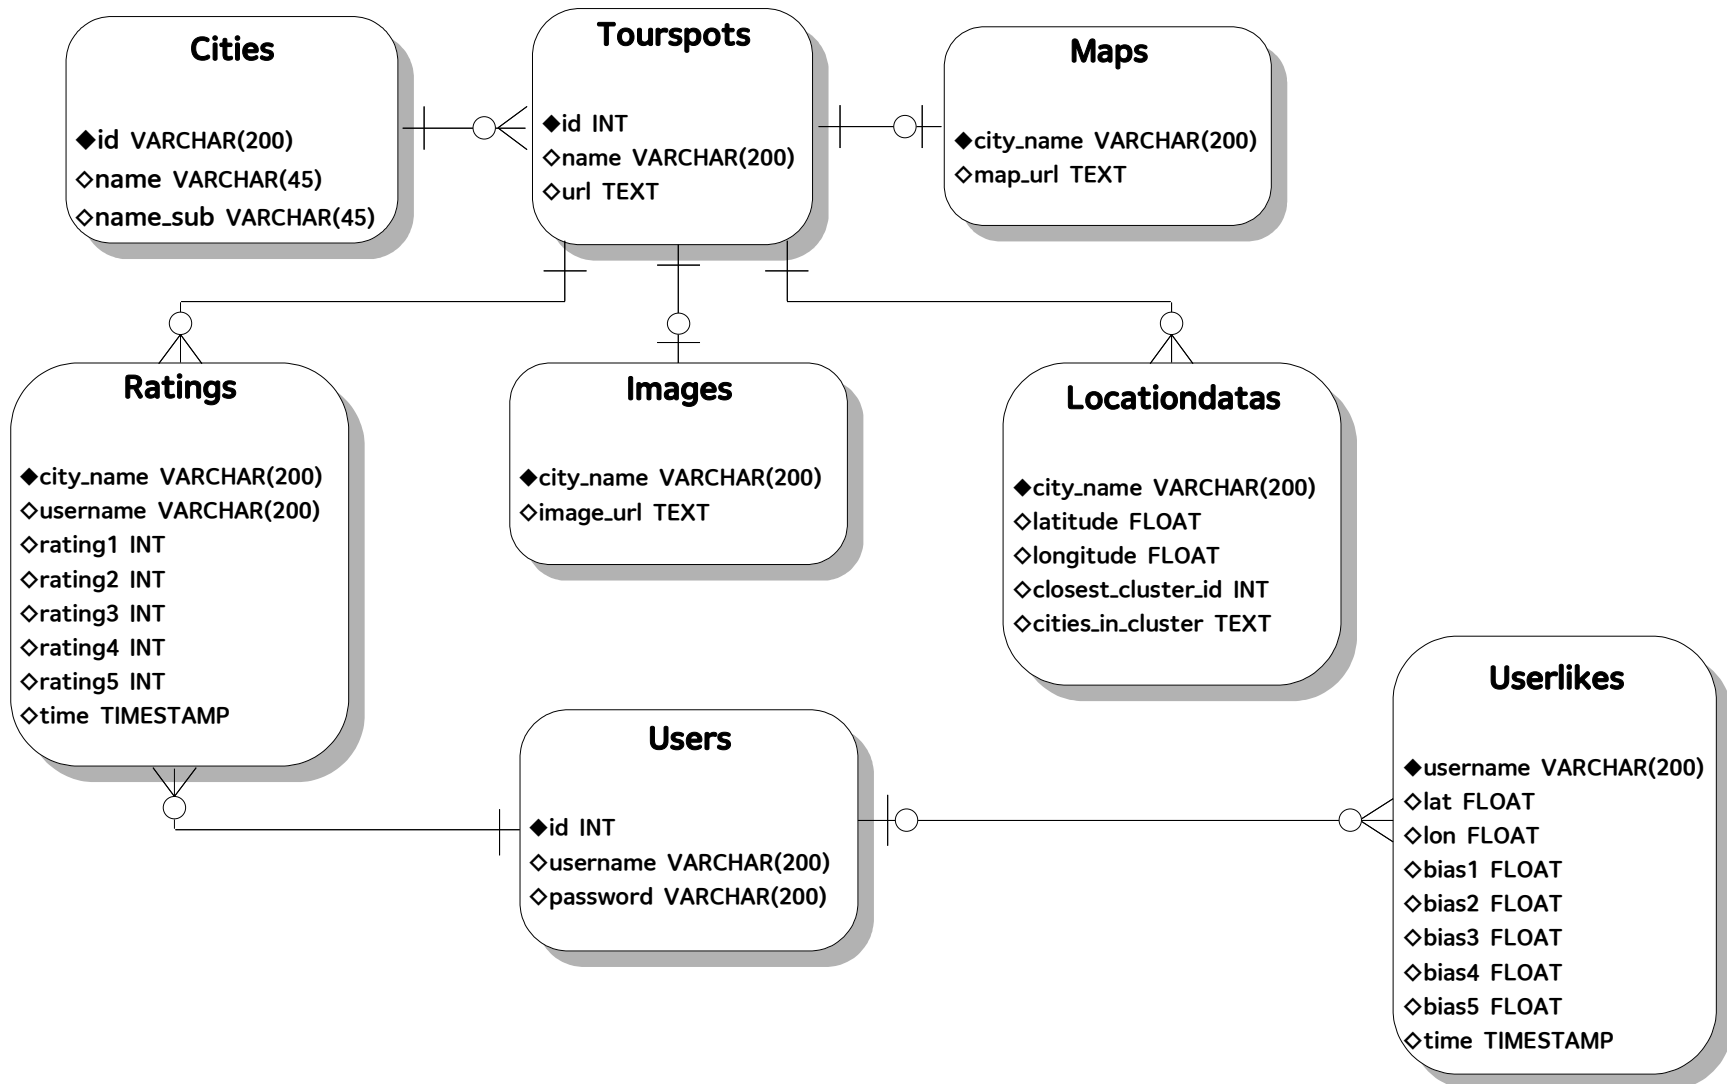 Cities
◆id VARCHAR(200)
◇name VARCHAR(45)
◇name_sub VARCHAR(45)
Tourspots
◆id INT
◇name VARCHAR(200)
◇url TEXT
Maps
◆city_name VARCHAR(200)
◇map_url TEXT
Ratings
◆city_name VARCHAR(200)
◇username VARCHAR(200)
◇rating1 INT
◇rating2 INT
◇rating3 INT
◇rating4 INT
◇rating5 INT
◇time TIMESTAMP
Images
◆city_name VARCHAR(200)
◇image_url TEXT
Locationdatas
◆city_name VARCHAR(200)
◇latitude FLOAT
◇longitude FLOAT
◇closest_cluster_id INT
◇cities_in_cluster TEXT
Users
◆id INT
◇username VARCHAR(200)
◇password VARCHAR(200)
Userlikes
◆username VARCHAR(200)
◇lat FLOAT
◇lon FLOAT
◇bias1 FLOAT
◇bias2 FLOAT
◇bias3 FLOAT
◇bias4 FLOAT
◇bias5 FLOAT
◇time TIMESTAMP